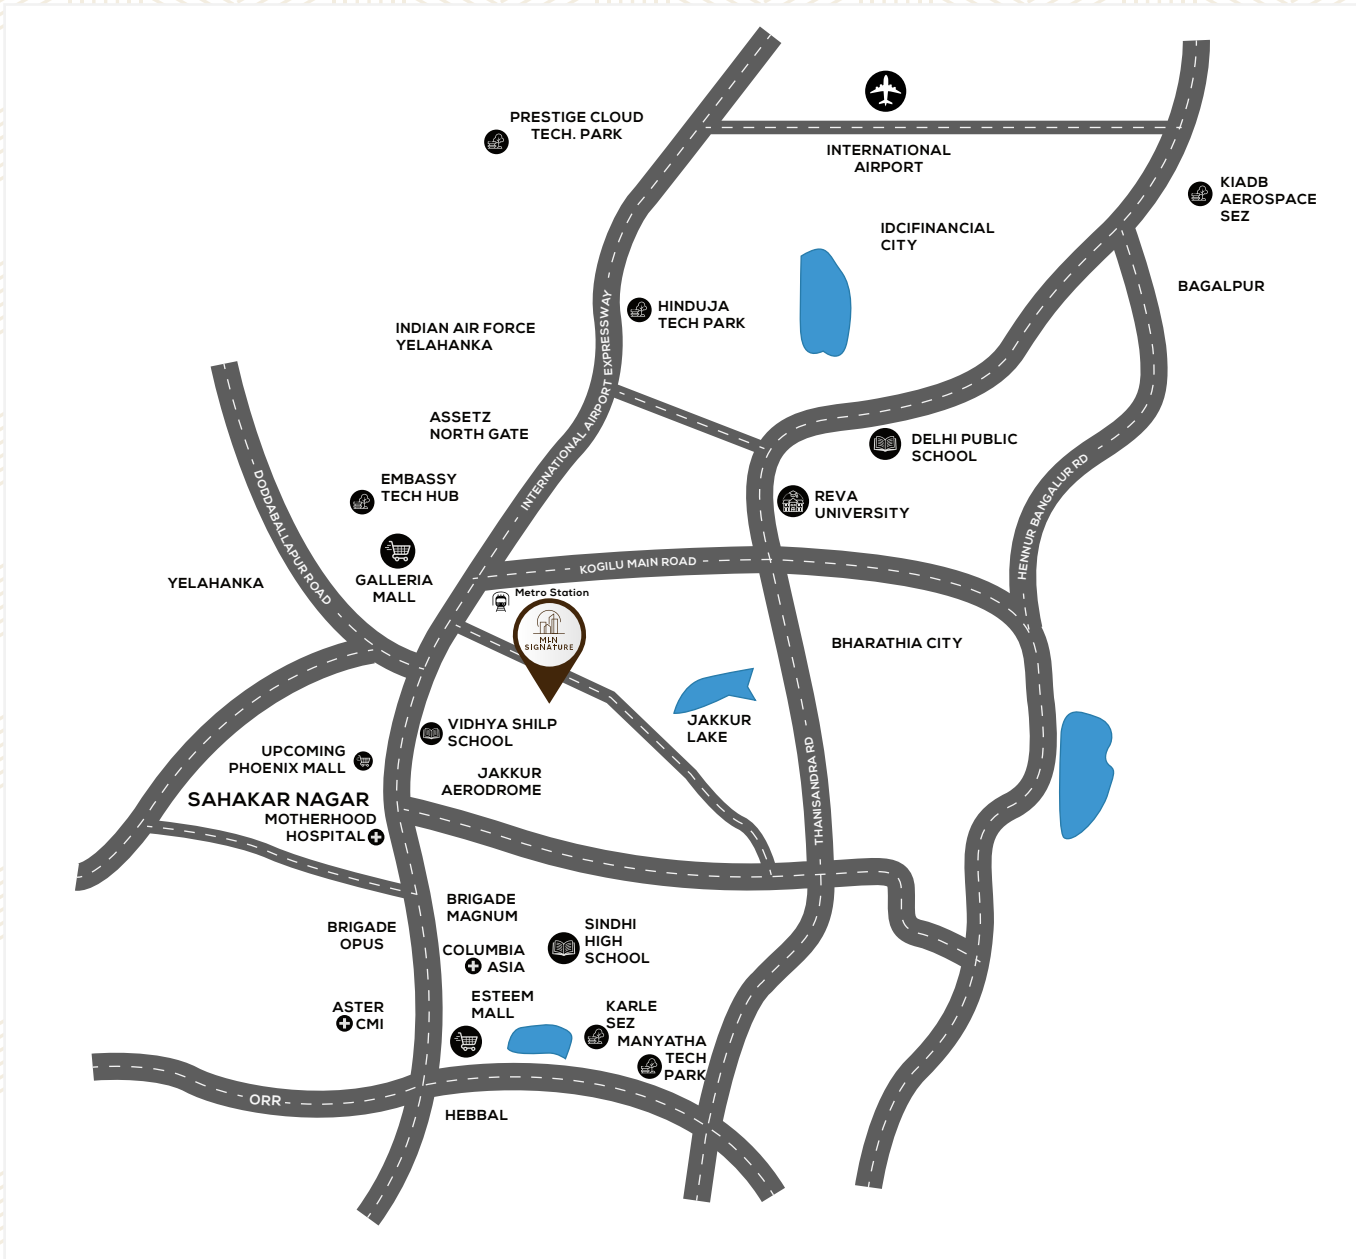 PRESTIGE CLOUD
TECH. PARK
INTERNATIONAL
AIRPORT
KIADB
AEROSPACE
SEZ
IDCIFINANCIAL
CITY
BAGALPUR
HINDUJA
TECH PARK
INDIAN AIR FORCE
YELAHANKA
INTERNATIONAL AIRPORT EXPRESSWAY
ASSETZ
NORTH GATE
DELHI PUBLIC
SCHOOL
EMBASSY
TECH HUB
REVA
UNIVERSITY
HENNUR BANGALUR RD
DODDABALLAPUR ROAD
KOGILU MAIN ROAD
YELAHANKA
GALLERIA
MALL
Metro Station
MLN
SIGNATURE
BHARATHIA CITY
JAKKUR
LAKE
VIDHYA SHILP
SCHOOL
UPCOMING
PHOENIX MALL
JAKKUR
AERODROME
THANISANDRA RD
SAHAKAR NAGAR
MOTHERHOOD
HOSPITAL
BRIGADE
MAGNUM
BRIGADE
OPUS
SINDHI
HIGH
SCHOOL
COLUMBIA
ASIA
ESTEEM
MALL
ASTER
CMI
KARLE
SEZ
MANYATHA
TECH
PARK
ORR
HEBBAL